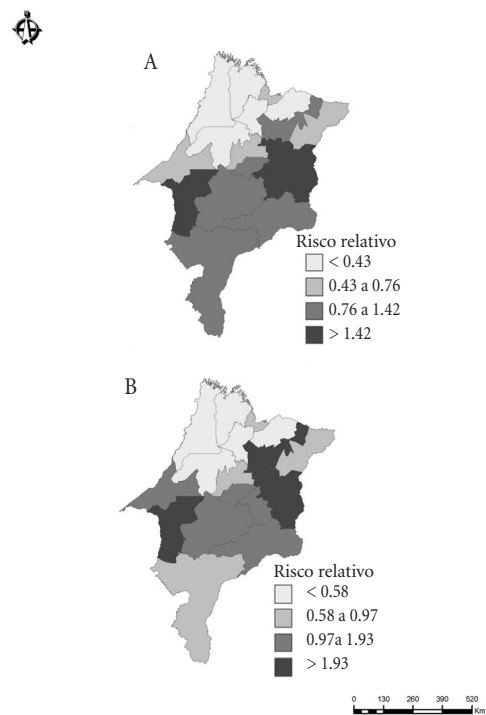 A
Risco relativo
< 0.43
0.43 a 0.76
0.76 a 1.42
> 1.42
B
Risco relativo
< 0.58
0.58 a 0.97
0.97a 1.93
> 1.93
0 130 260 390 520
Km